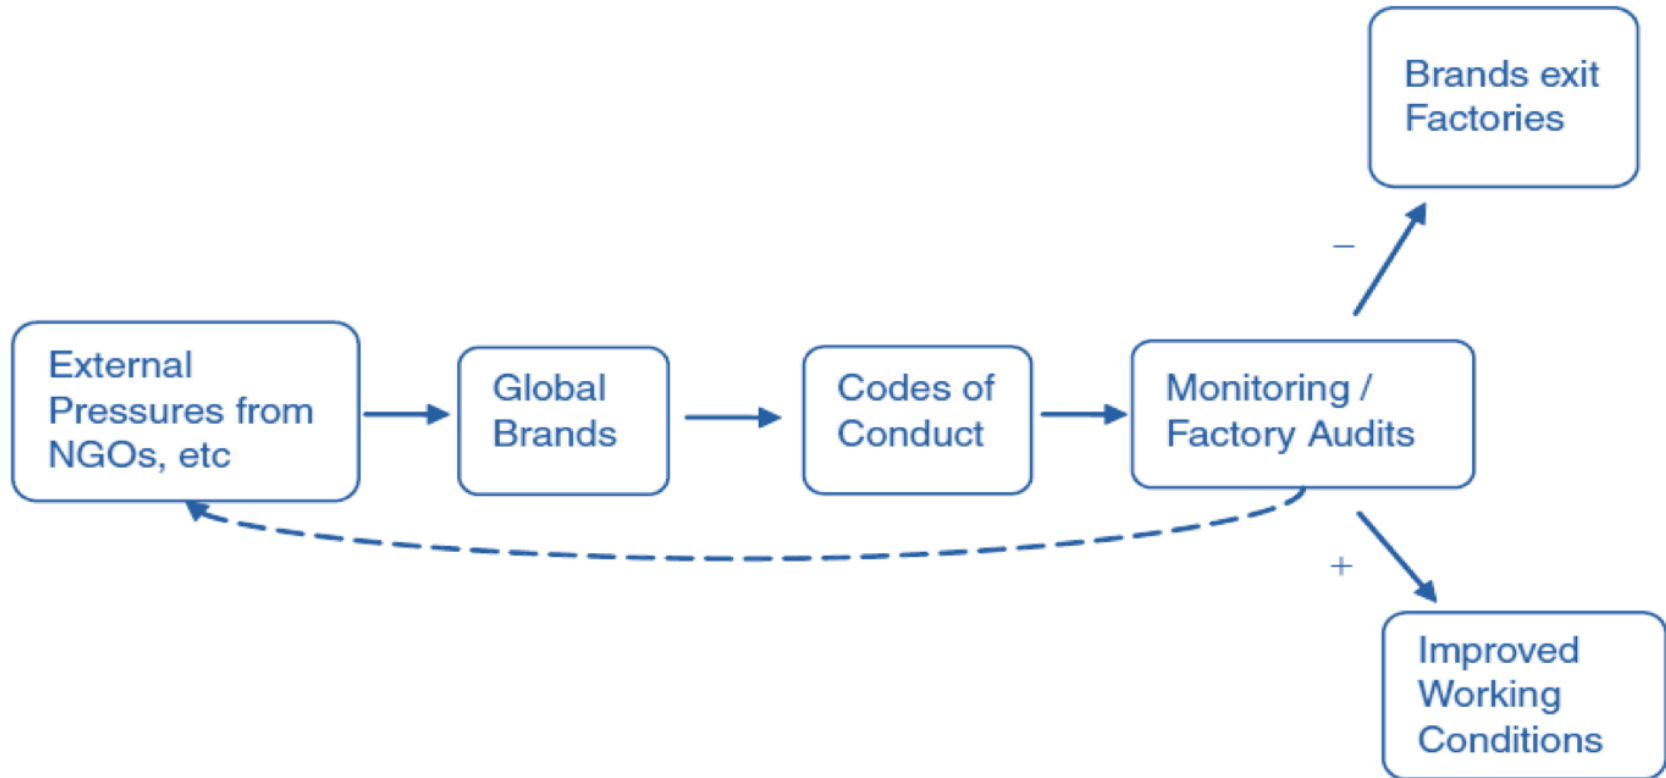 Brands exit
Factories
−
External
Pressures from
NGOs, etc
Global
Brands
Codes of
Conduct
Monitoring /
Factory Audits
+
Improved
Working
Conditions